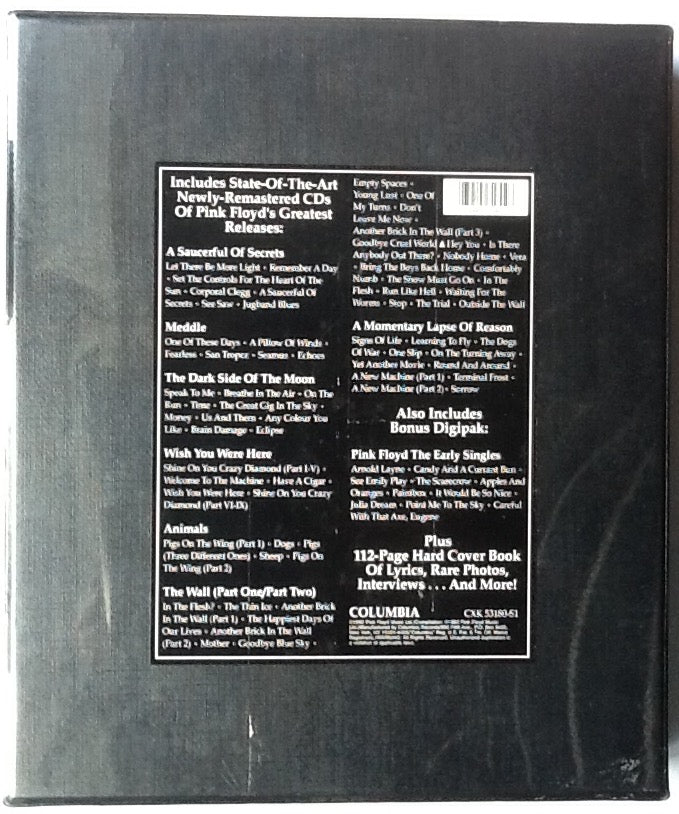 Includes State-Of-The-Art
Newly-Remastered CDs
Of Pink Floyd's Greatest
Releases:
A Saucerful Of Secrets
Let There Be More Light • Remember A Day
• Set The Controls For The Heart Of The
Sun • Corporal Clegg • A Saucerful Of
Secrets • See Saw • Jugband Blues
Meddle
One Of These Days • A Pillow Of Winds •
Fearless • San Tropez • Seamus • Echoes
The Dark Side Of The Moon
Speak To Me • Breathe In The Air • On The
Run • Time • The Great Gig In The Sky •
Money • Us And Them • Any Colour You
Like • Brain Damage • Eclipse
Wish You Were Here
Shine On You Crazy Diamond (Part I-V) •
Welcome To The Machine • Have A Cigar •
Wish You Were Here • Shine On You Crazy
Diamond (Part VI-IX)
Animals
Pigs On The Wing (Part 1) • Dogs • Pigs
(Three Different Ones) • Sheep • Pigs On
The Wing (Part 2)
The Wall (Part One/Part Two)
In The Flesh? • The Thin Ice • Another Brick
In The Wall (Part 1) • The Happiest Days Of
Our Lives • Another Brick In The Wall
(Part 2) • Mother • Goodbye Blue Sky •
Empty Spaces •
Young Lust • One Of
My Turns • Don't
Leave Me Now •
Another Brick In The Wall (Part 3) •
Goodbye Cruel World & Hey You • Is There
Anybody Out There? • Nobody Home • Vera
• Bring The Boys Back Home • Comfortably
Numb • The Show Must Go On • In The
Flesh • Run Like Hell • Waiting For The
Worms • Stop • The Trial • Outside The Wall
A Momentary Lapse Of Reason
Signs Of Life • Learning To Fly • The Dogs
Of War • One Slip • On The Turning Away •
Yet Another Movie • Round And Around •
A New Machine (Part 1) • Terminal Frost •
A New Machine (Part 2) • Sorrow
Also Includes
Bonus Digipak:
Pink Floyd The Early Singles
Arnold Layne • Candy And A Currant Bun •
See Emily Play • The Scarecrow • Apples And
Oranges • Paintbox • It Would Be So Nice •
Julia Dream • Point Me To The Sky • Careful
With That Axe, Eugene
Plus
112-Page Hard Cover Book
Of Lyrics, Rare Photos,
Interviews . . . And More!
COLUMBIA CXK 53180-S1